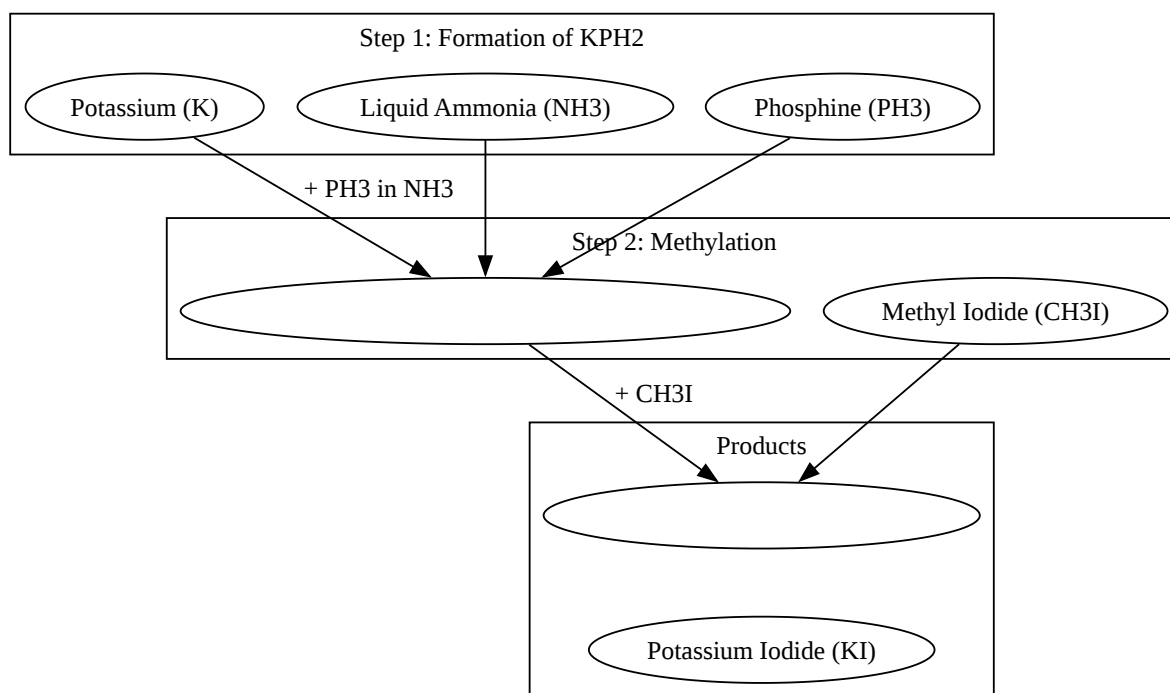 Step 1: Formation of KPH2
Potassium (K)
Liquid Ammonia (NH3)
Phosphine (PH3)
+ PH3 in NH3
Step 2: Methylation
Methyl Iodide (CH3I)
+ CH3I
Products
Potassium Iodide (KI)